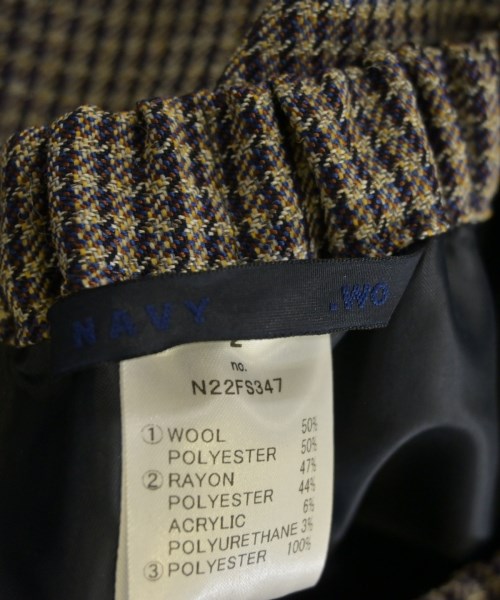 NAVY .WO
no.
N22FS347
① WOOL 50%
POLYESTER 50%
② RAYON 47%
POLYESTER 44%
ACRYLIC 6%
POLYURETHANE 3%
③ POLYESTER 100%